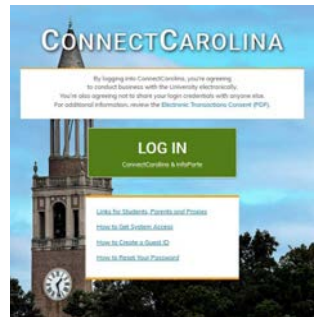 CONNECTCAROLINA
By logging into ConnectCarolina, you're agreeing
to conduct business with the University electronically.
You're also agreeing not to share your login credentials with anyone else.
For additional information, review the Electronic Transactions Consent (PDF).
LOG IN
ConnectCarolina & InfoPorte
Links for Students, Parents and Proxies
How to Get System Access
How to Create a Guest ID
How to Reset Your Password